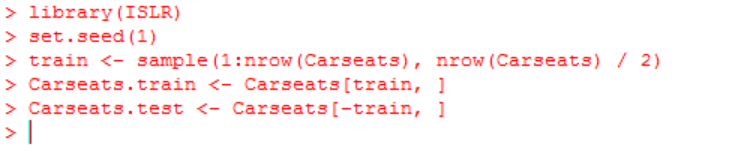 > library(ISLR)
> set.seed(1)
> train <- sample(1:nrow(Carseats), nrow(Carseats) / 2)
> Carseats.train <- Carseats[train, ]
> Carseats.test <- Carseats[-train, ]
>